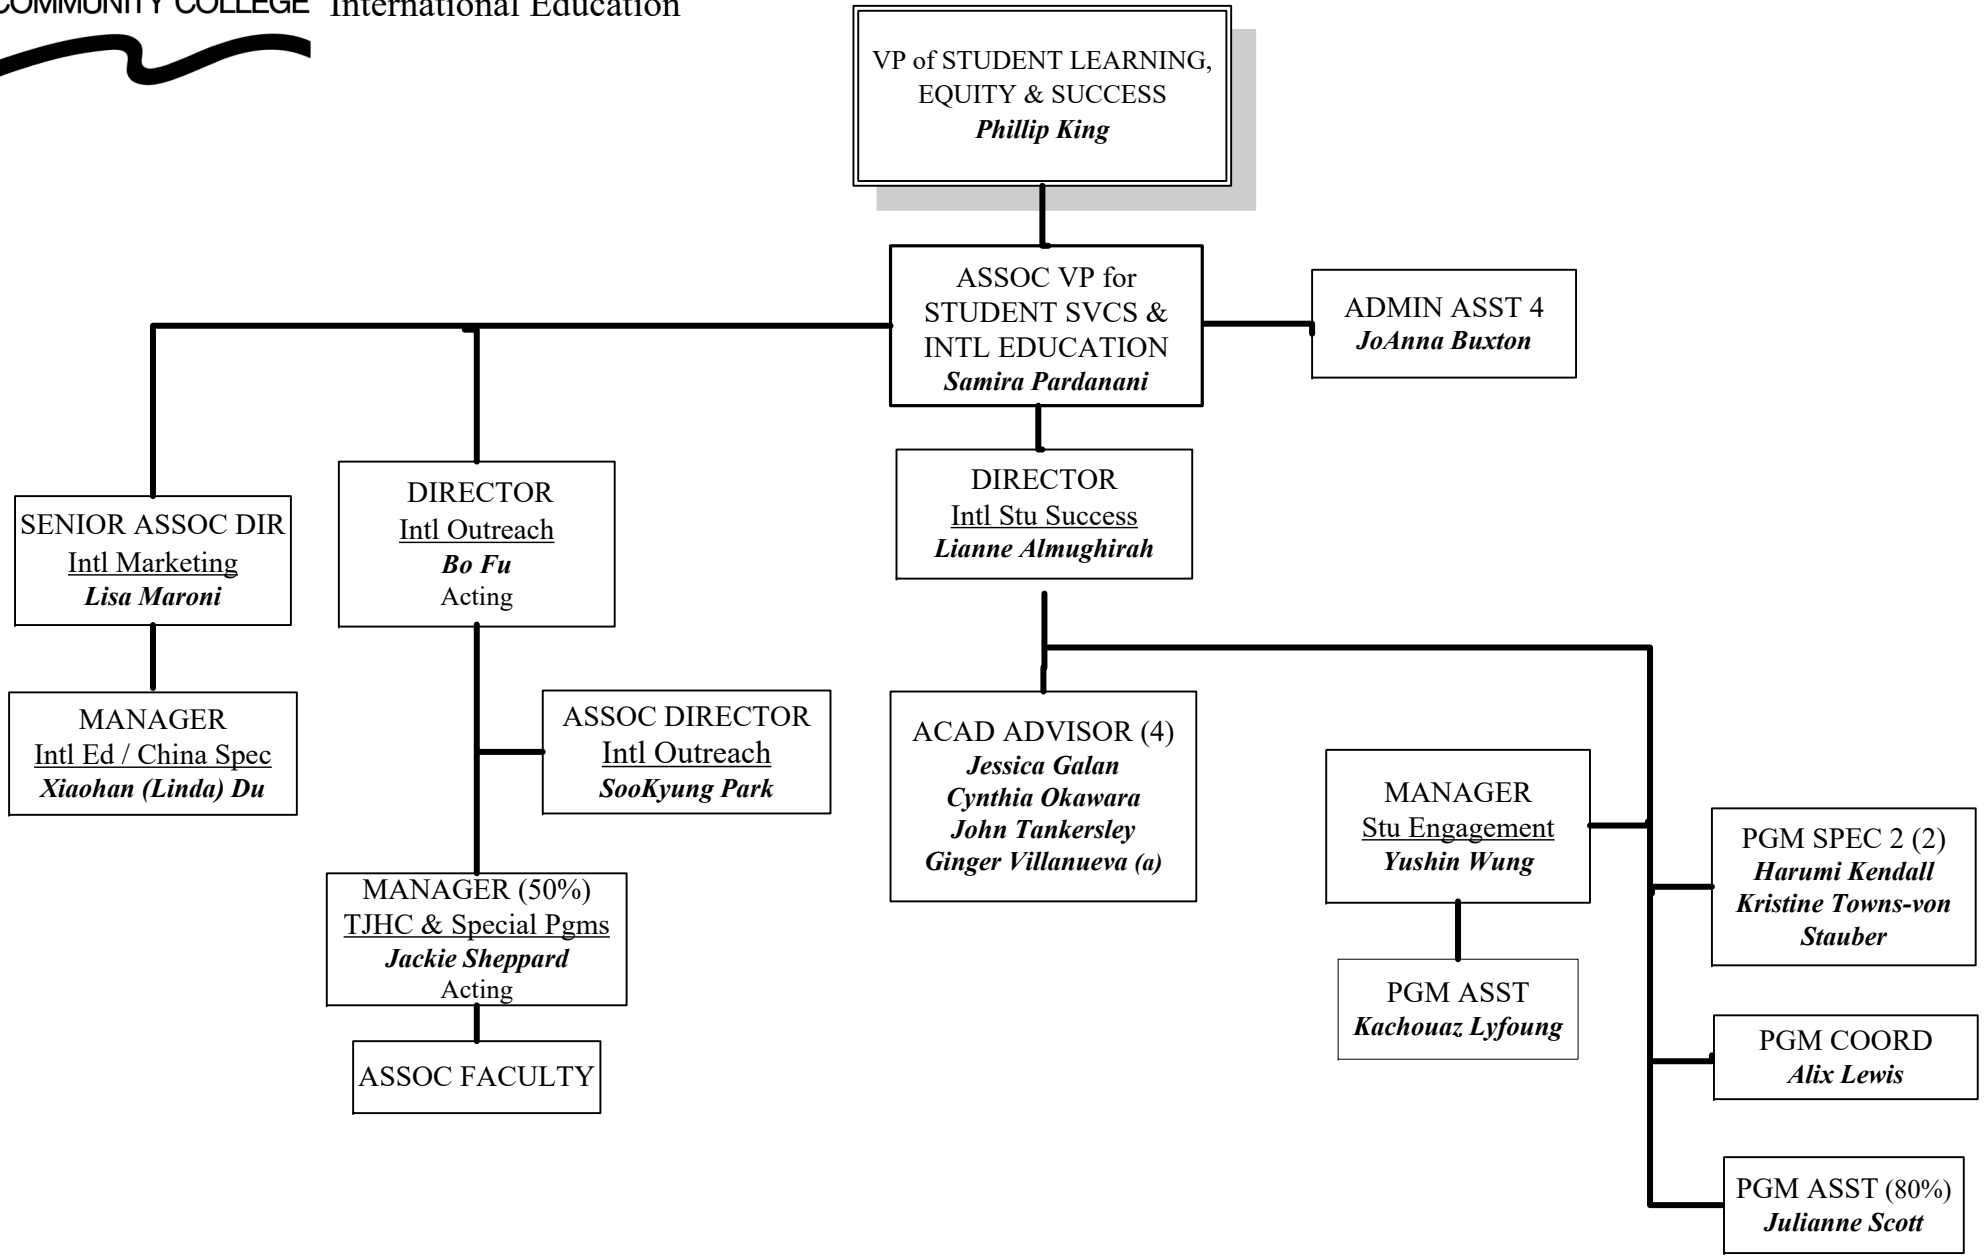 COMMUNITY COLLEGE International Education
VP of STUDENT LEARNING,
EQUITY & SUCCESS
Phillip King
ASSOC VP for
STUDENT SVCS &
INTL EDUCATION
Samira Pardanani
ADMIN ASST 4
JoAnna Buxton
SENIOR ASSOC DIR
Intl Marketing
Lisa Maroni
DIRECTOR
Intl Outreach
Bo Fu
Acting
DIRECTOR
Intl Stu Success
Lianne Almughirah
MANAGER
Intl Ed / China Spec
Xiaohan (Linda) Du
ASSOC DIRECTOR
Intl Outreach
SooKyung Park
ACAD ADVISOR (4)
Jessica Galan
Cynthia Okawara
John Tankersley
Ginger Villanueva (a)
MANAGER
Stu Engagement
Yushin Wung
PGM SPEC 2 (2)
Harumi Kendall
Kristine Towns-von
Stauber
MANAGER (50%)
TJHC & Special Pgms
Jackie Sheppard
Acting
PGM ASST
Kachouaz Lyfoung
PGM COORD
Alix Lewis
ASSOC FACULTY
PGM ASST (80%)
Julianne Scott